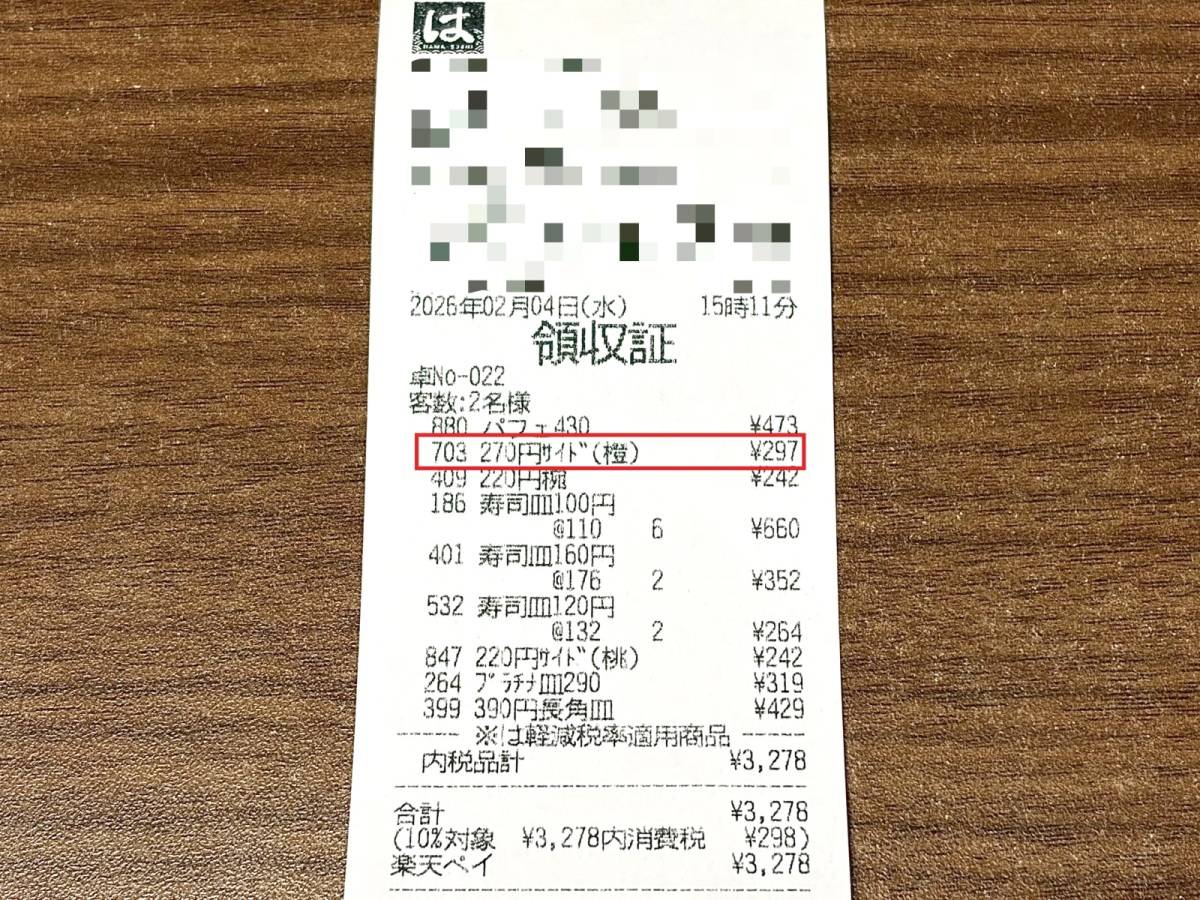 は
HAMA-SUSHI
2026年02月04日(水) 15時11分
領収証
卓No-022
客数:2名様
880 パフェ430 ¥473
703 270円ｻｲﾄﾞ(橙) ¥297
409 220円椀 ¥242
186 寿司皿100円
@110 6 ¥660
401 寿司皿160円
@176 2 ¥352
532 寿司皿120円
@132 2 ¥264
847 220円ｻｲﾄﾞ(桃) ¥242
264 ﾌﾟﾗﾁﾅ皿290 ¥319
399 390円長角皿 ¥429
----- ※は軽減税率適用商品 -----
内税品計 ¥3,278
合計 ¥3,278
(10%対象 ¥3,278内消費税 ¥298)
楽天ペイ ¥3,278